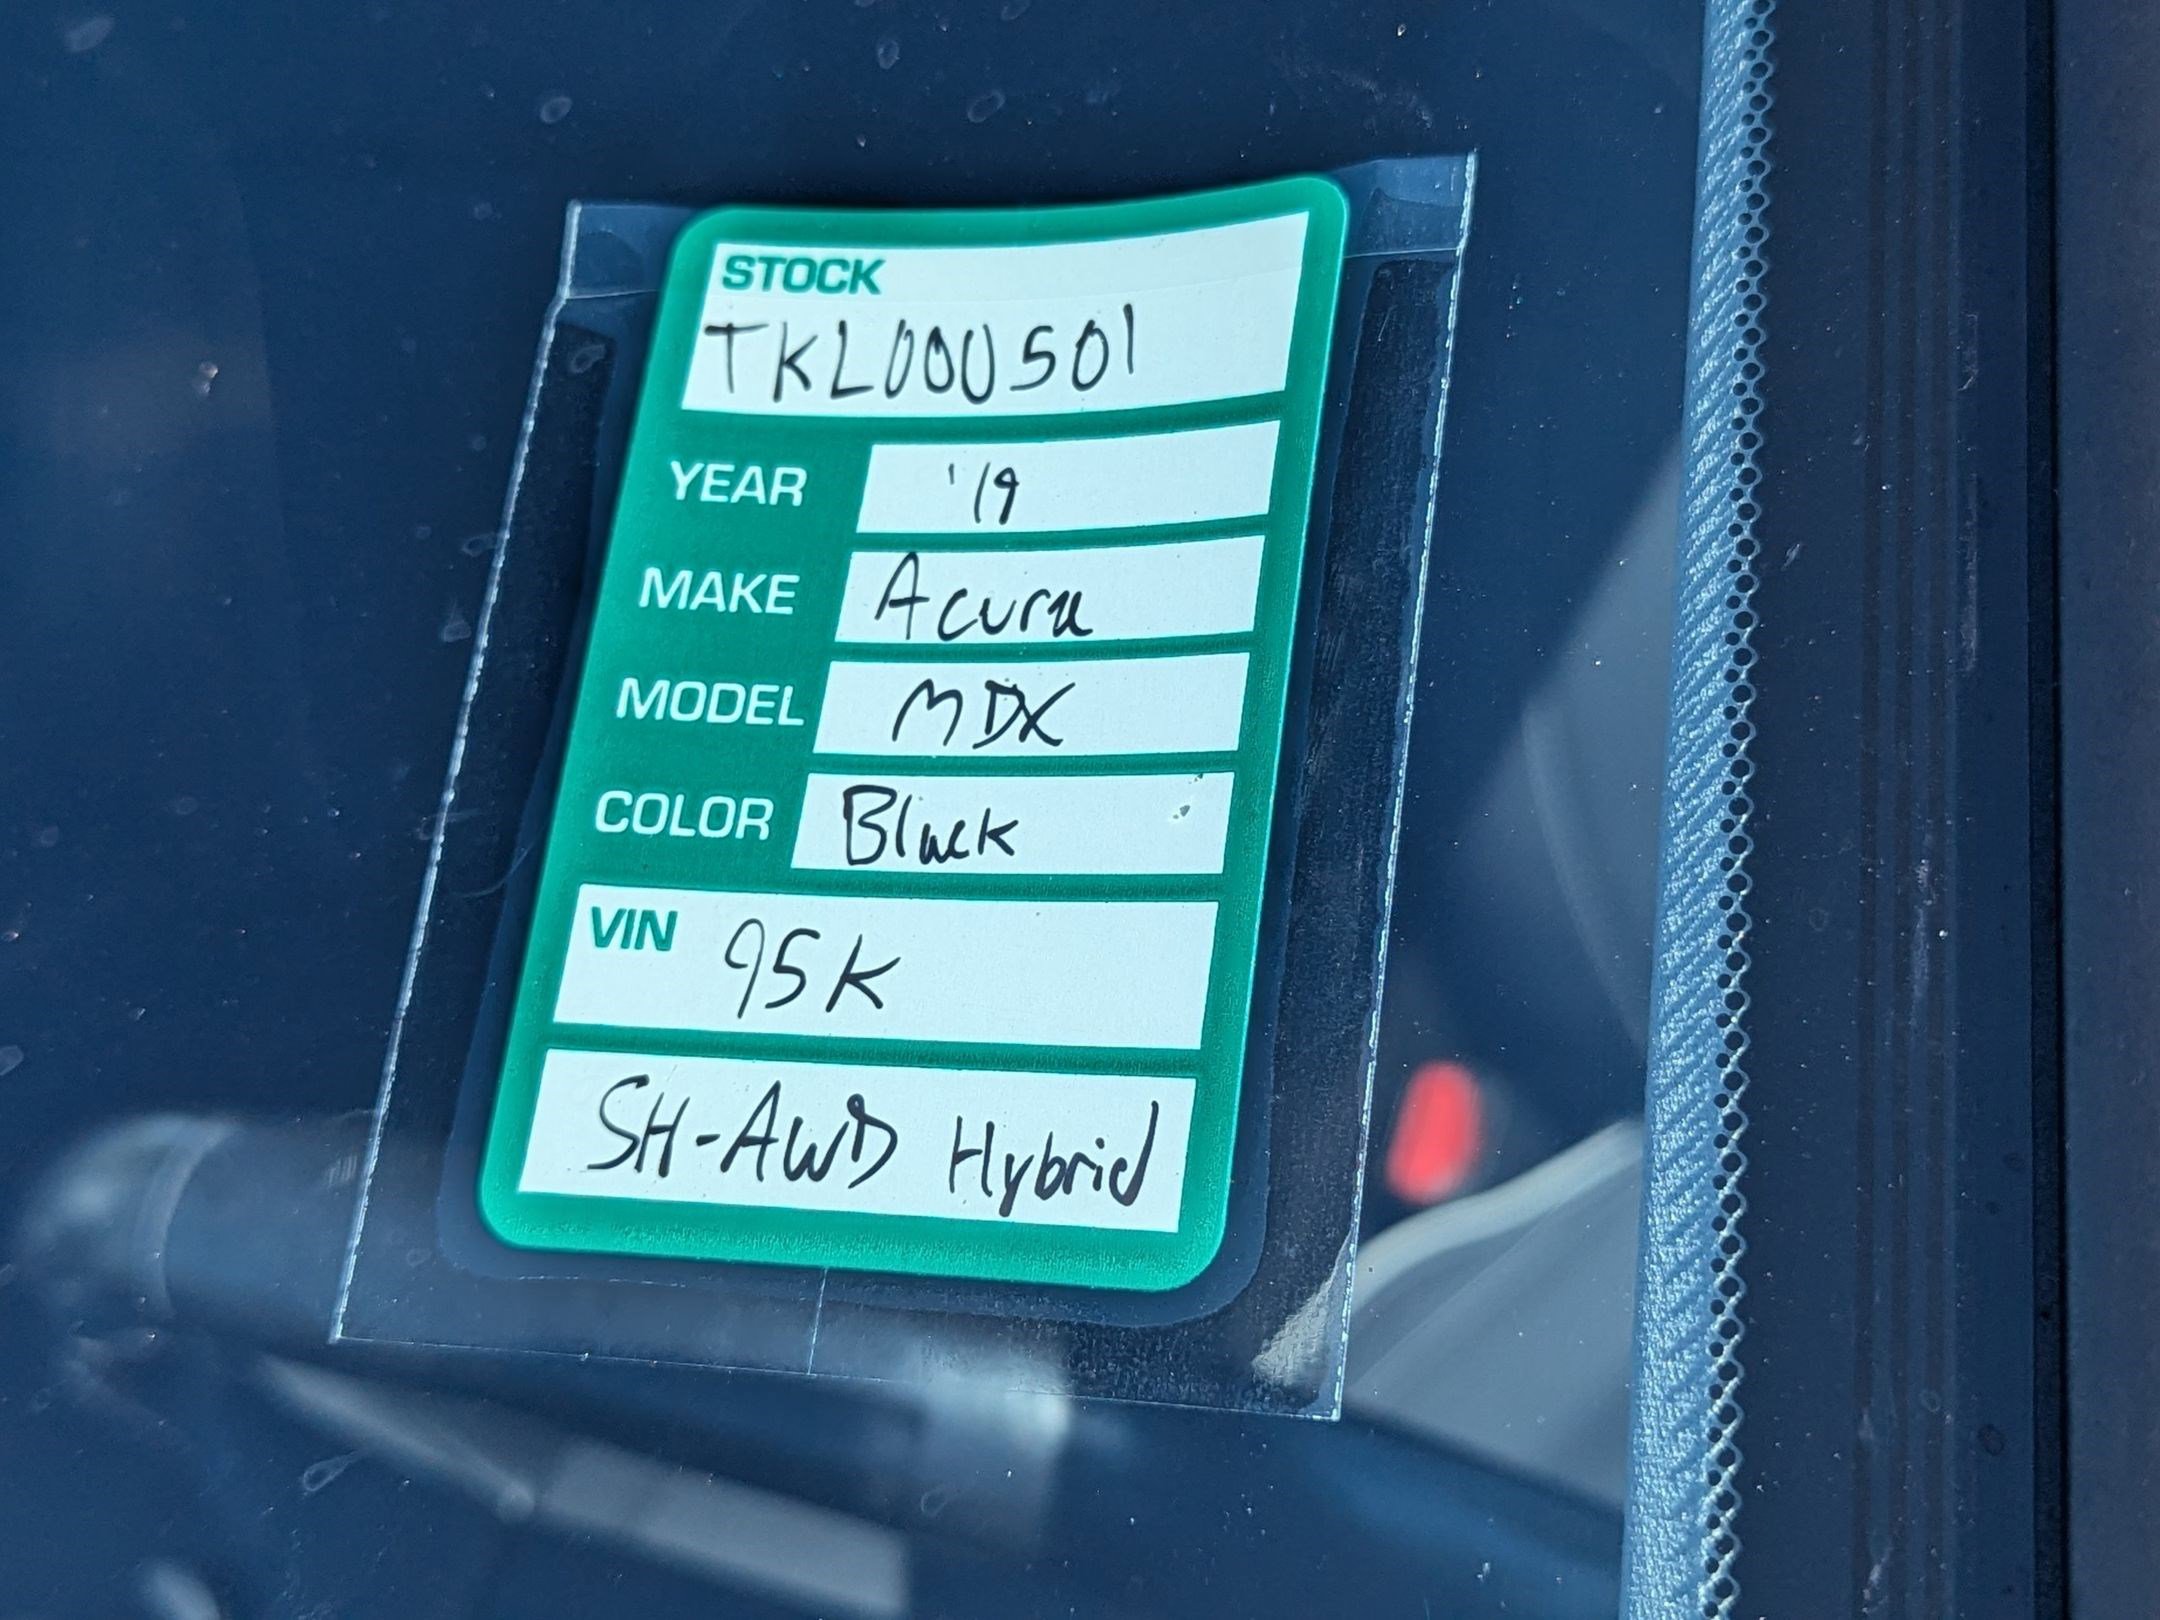 STOCK
TKL000501
YEAR '19
MAKE Acura
MODEL MDX
COLOR Black
VIN 95K
SH-AWD Hybrid